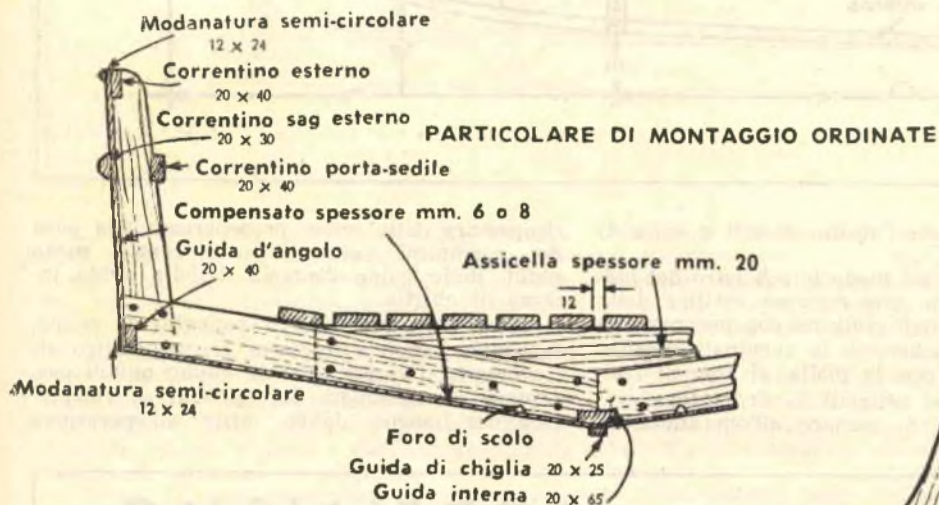 Modanatura semi-circolare
12 x 24
Correntino esterno
20 x 40
Correntino sag esterno
20 x 30
PARTICOLARE DI MONTAGGIO ORDINATE
Correntino porta-sedile
20 x 40
Compensato spessore mm. 6 o 8
Guida d'angolo
20 x 40
Assicella spessore mm. 20
12
Modanatura semi-circolare
12 x 24
Foro di scolo
Guida di chiglia 20 x 25
Guida interna 20 x 65